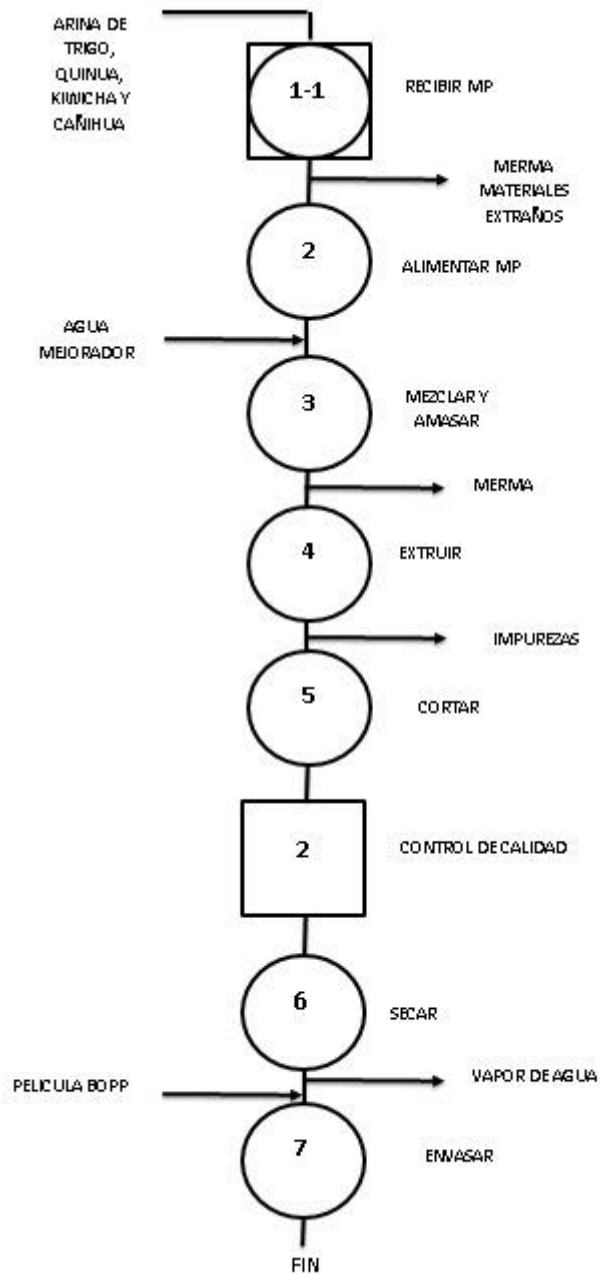 ARINA DE
TRIGO,
QUINUA,
KIWICHA Y
CAÑIHUA
1-1
RECIBIR MP
MERMA
MATERIALES
EXTRAÑOS
2
ALIMENTAR MP
AGUA
MEJORADOR
3
MEZCLAR Y
AMASAR
MERMA
4
EXTRUIR
IMPUREZAS
5
CORTAR
2
CONTROL DE CALIDAD
6
SECAR
VAPOR DE AGUA
PELICULA BOPP
7
ENVASAR
FIN